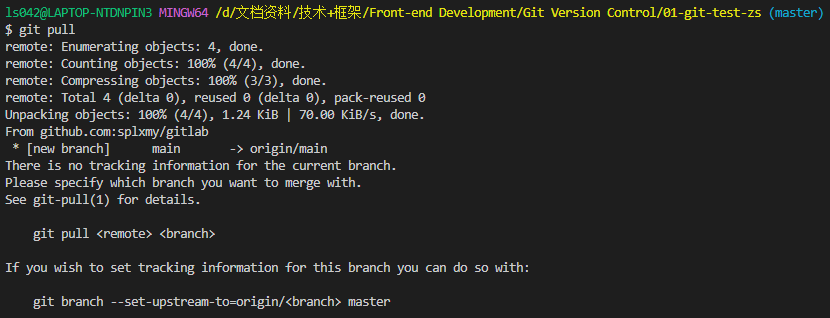 ls042@LAPTOP-NTDNPIN3 MINGW64 /d/文档资料/技术+框架/Front-end Development/Git Version Control/01-git-test-zs (master)
$ git pull
remote: Enumerating objects: 4, done.
remote: Counting objects: 100% (4/4), done.
remote: Compressing objects: 100% (3/3), done.
remote: Total 4 (delta 0), reused 0 (delta 0), pack-reused 0
Unpacking objects: 100% (4/4), 1.24 KiB | 70.00 KiB/s, done.
From github.com:splxmy/gitlab
 * [new branch]      main       -> origin/main
There is no tracking information for the current branch.
Please specify which branch you want to merge with.
See git-pull(1) for details.

    git pull <remote> <branch>

If you wish to set tracking information for this branch you can do so with:

    git branch --set-upstream-to=origin/<branch> master